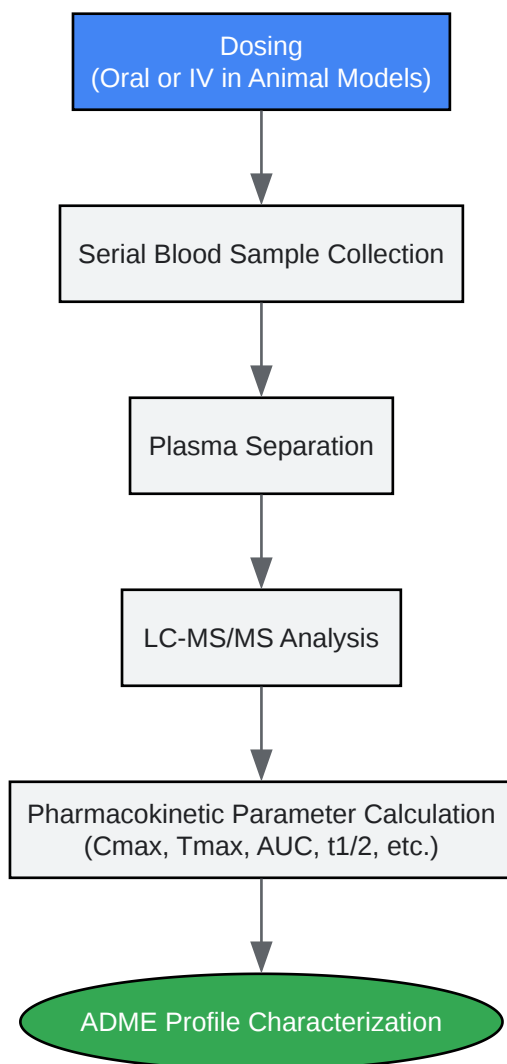 Dosing
(Oral or IV in Animal Models)
Serial Blood Sample Collection
Plasma Separation
LC-MS/MS Analysis
Pharmacokinetic Parameter Calculation
(Cmax, Tmax, AUC, t1/2, etc.)
ADME Profile Characterization